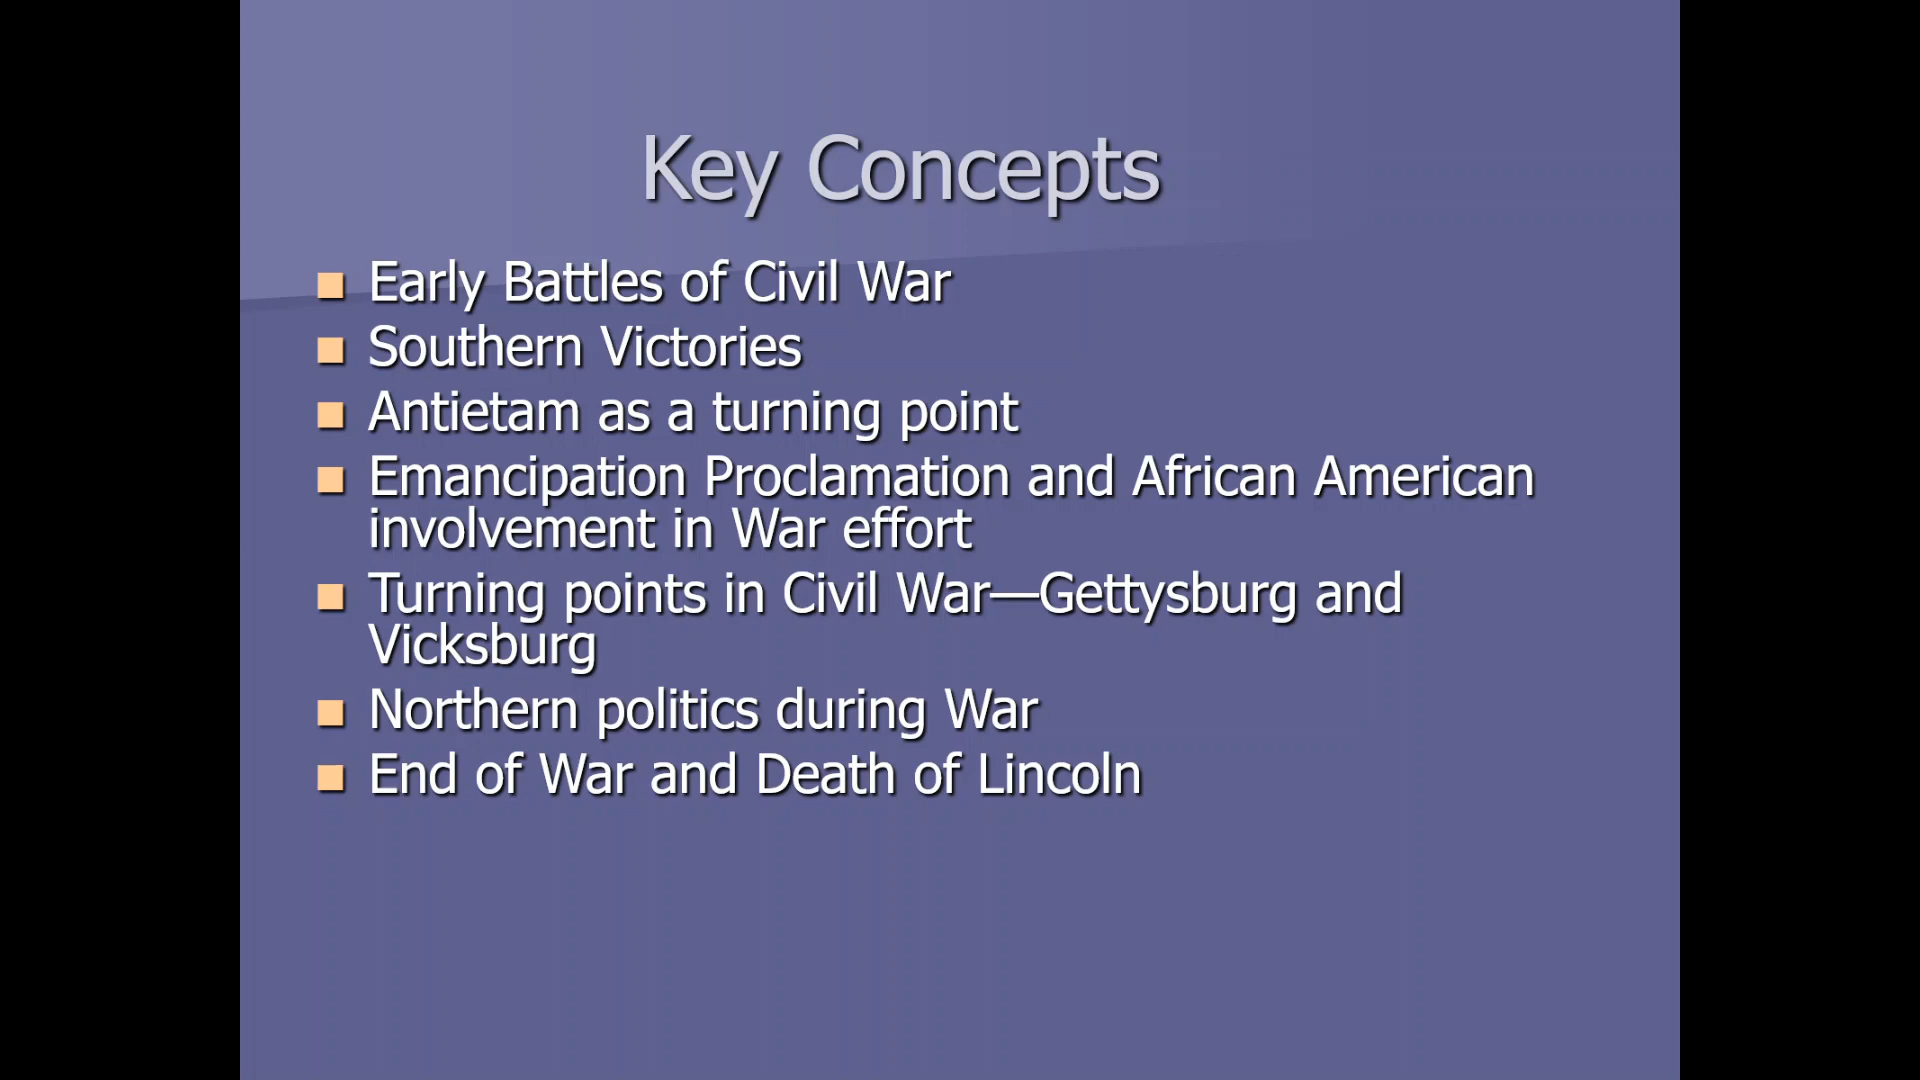 Key Concepts
Early Battles of Civil War
Southern Victories
Antietam as a turning point
Emancipation Proclamation and African American
involvement in War effort
Turning points in Civil War—Gettysburg and
Vicksburg
Northern politics during War
End of War and Death of Lincoln